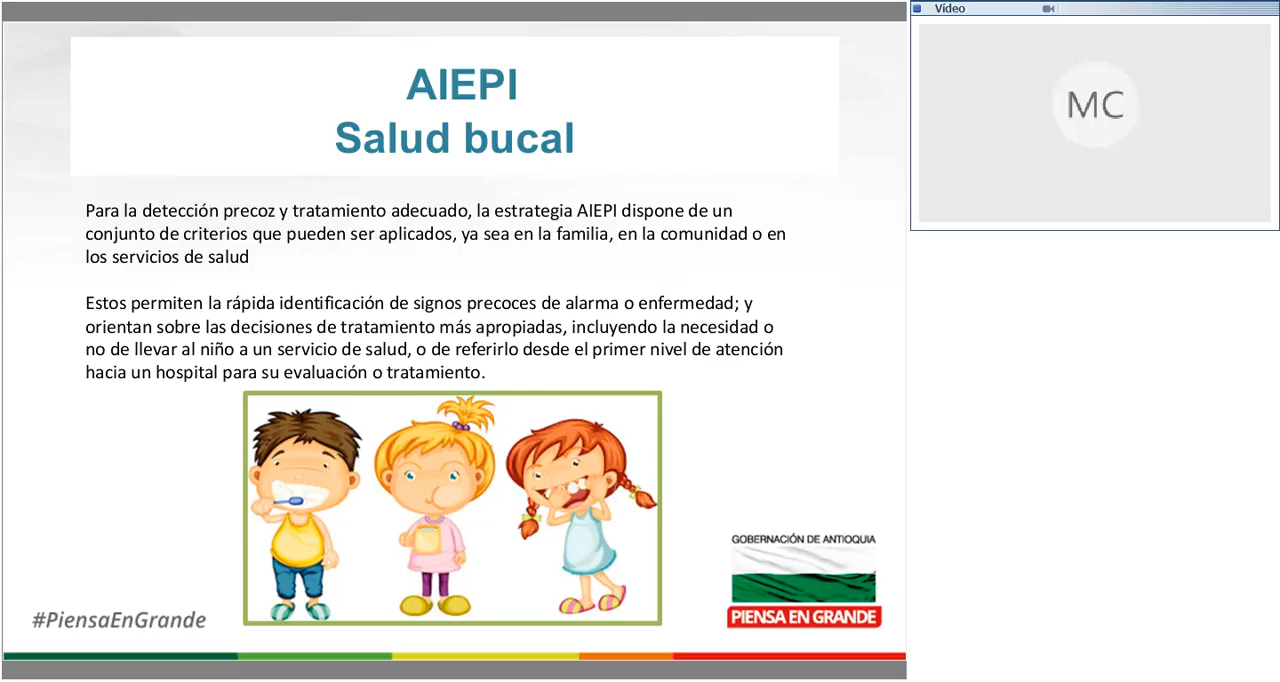 AIEPI
Salud bucal
Para la detección precoz y tratamiento adecuado, la estrategia AIEPI dispone de un
conjunto de criterios que pueden ser aplicados, ya sea en la familia, en la comunidad o en
los servicios de salud
Estos permiten la rápida identificación de signos precoces de alarma o enfermedad; y
orientan sobre las decisiones de tratamiento más apropiadas, incluyendo la necesidad o
no de llevar al niño a un servicio de salud, o de referirlo desde el primer nivel de atención
hacia un hospital para su evaluación o tratamiento.
#PiensaEnGrande
GOBERNACIÓN DE ANTIOQUIA
PIENSA EN GRANDE
Vídeo
MC